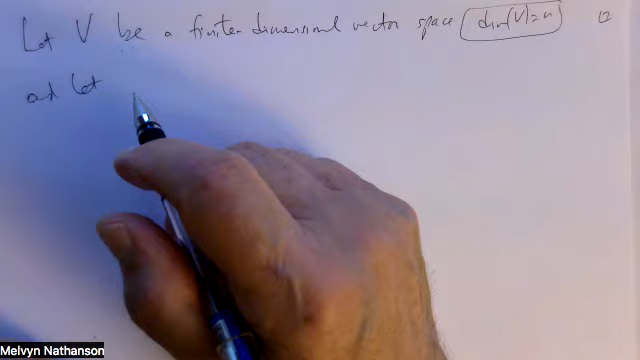 Let V be a finite-dimensional vector space dim(V)=n
and let
Melvyn Nathanson